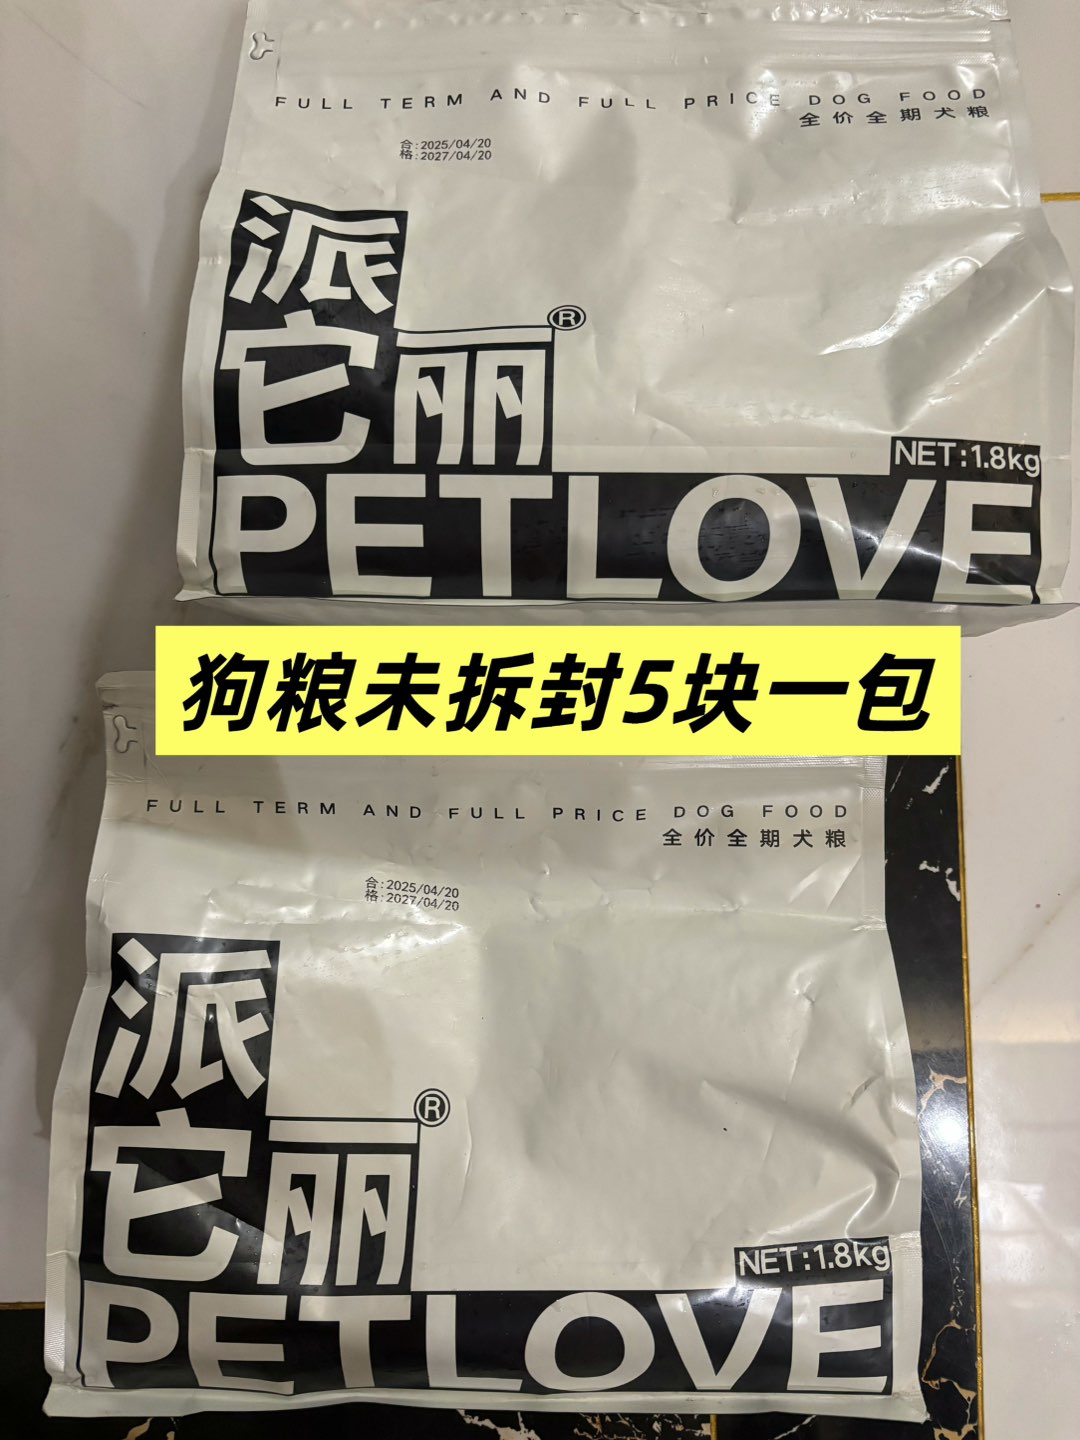 FULL TERM AND FULL PRICE DOG FOOD
全价全期犬粮
合:2025/04/20
格:2027/04/20
派
它丽®
NET:1.8kg
PETLOVE
狗粮未拆封5块一包
FULL TERM AND FULL PRICE DOG FOOD
全价全期犬粮
合:2025/04/20
格:2027/04/20
派
它丽®
NET:1.8kg
PETLOVE